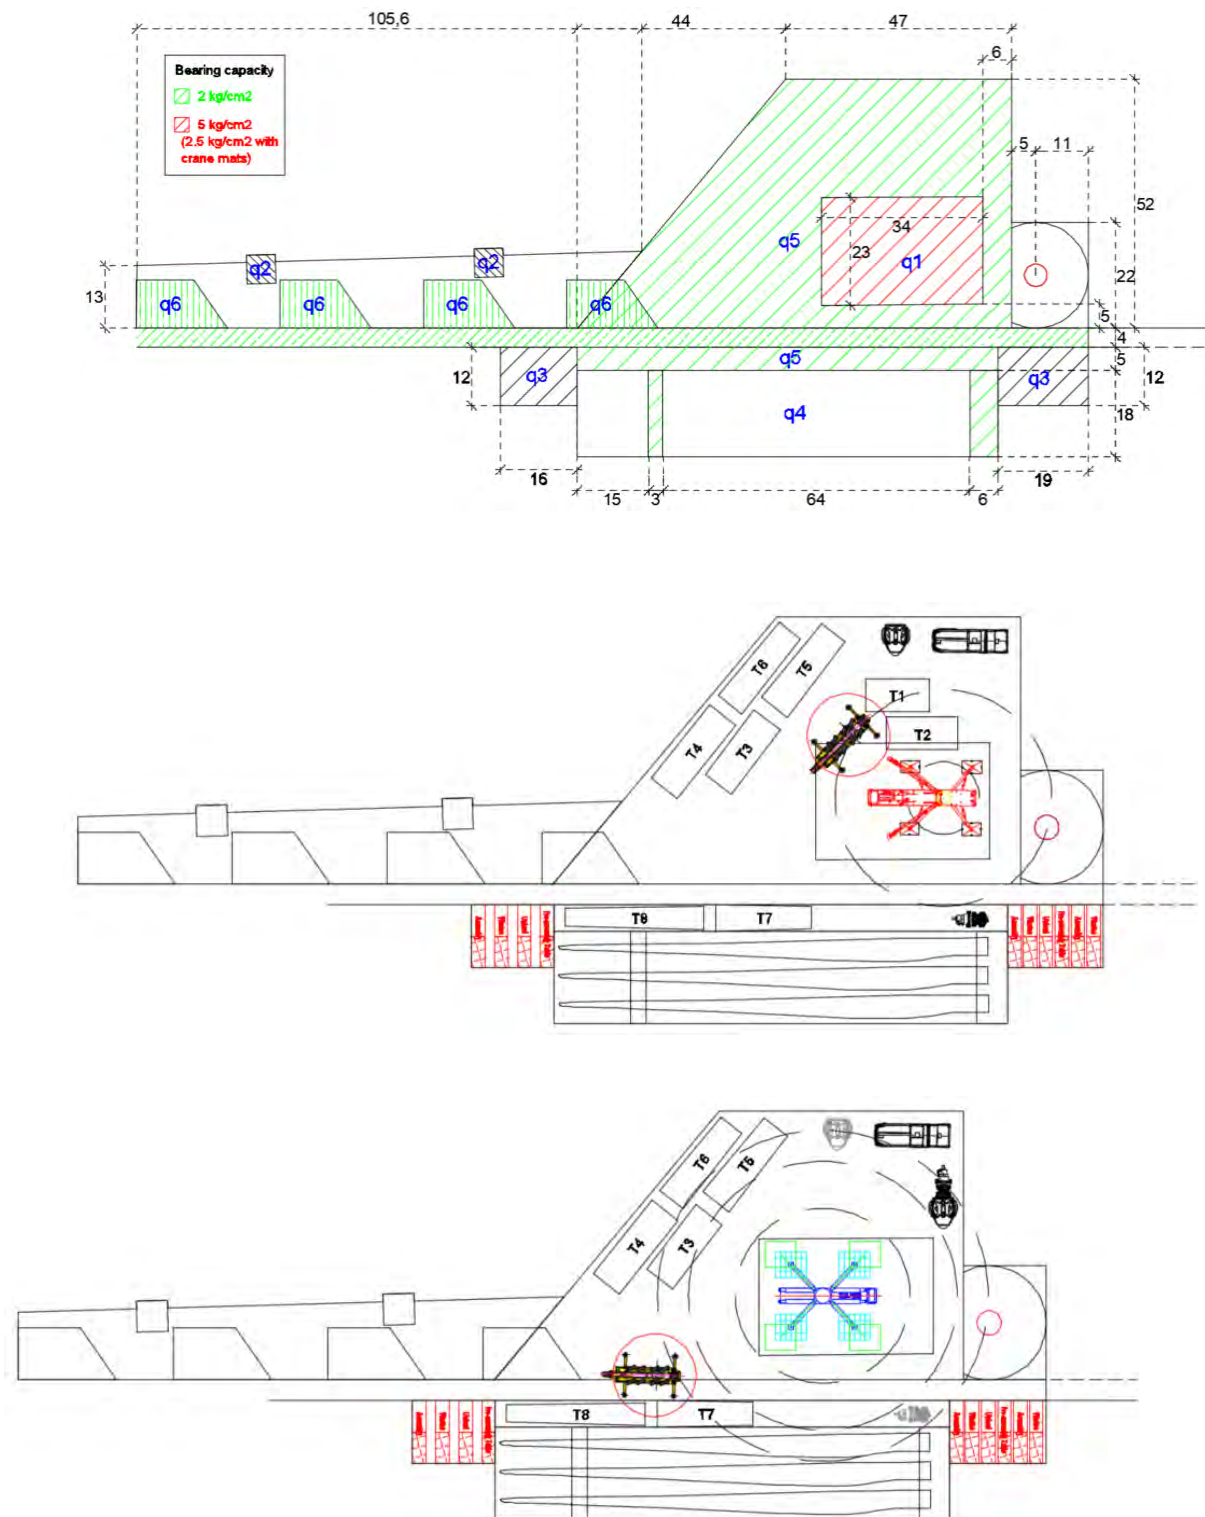 105,6 44 47
6
Bearing capacity
2 kg/cm2
5 kg/cm2
(2.5 kg/cm2 with
crane mats)
5 11
52
34
q5 23 q1
q2 q2
22
13 q6 q6 q6 q6
5
4
q5 5
12 q3 q3 12
q4 18
16 19
15 3 64 6
T6 T5
T1
T4 T3 T2
T8 T7
T6 T5
T4 T3
T8 T7